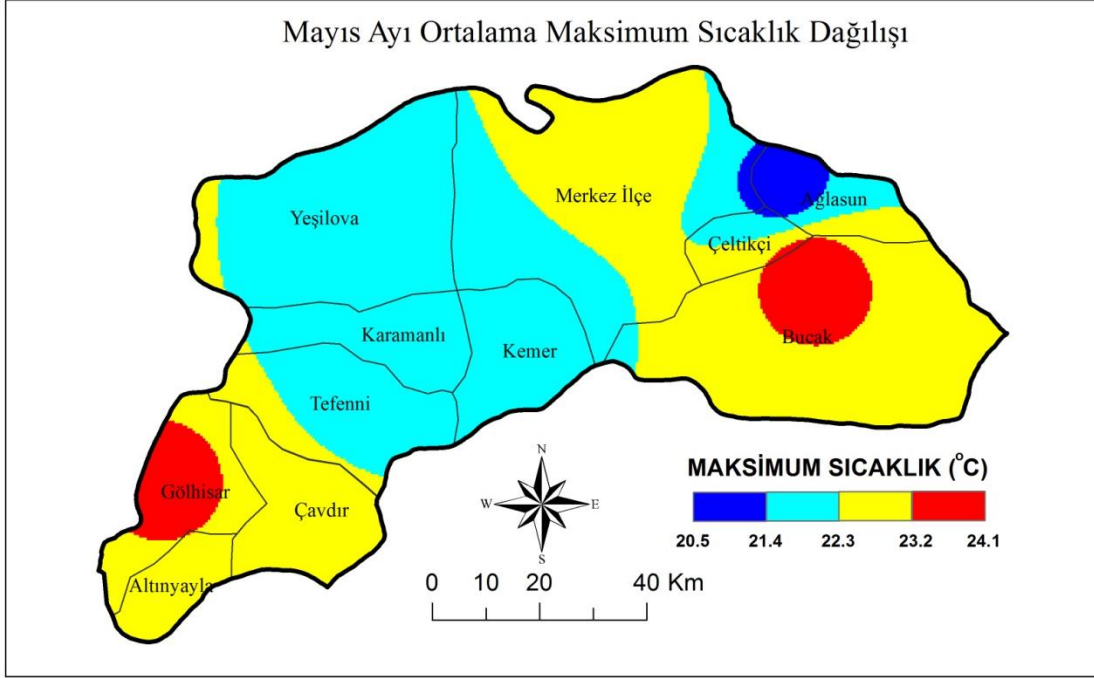 Mayıs Ayı Ortalama Maksimum Sıcaklık Dağılışı
Merkez İlçe
Ağlasun
Yeşilova
Çeltikçi
Karamanlı
Kemer
Bucak
Tefenni
Gölhisar
Çavdır
Altınyayla
N
W
E
S
MAKSİMUM SICAKLIK (°C)
20.5 21.4 22.3 23.2 24.1
0 10 20 40 Km